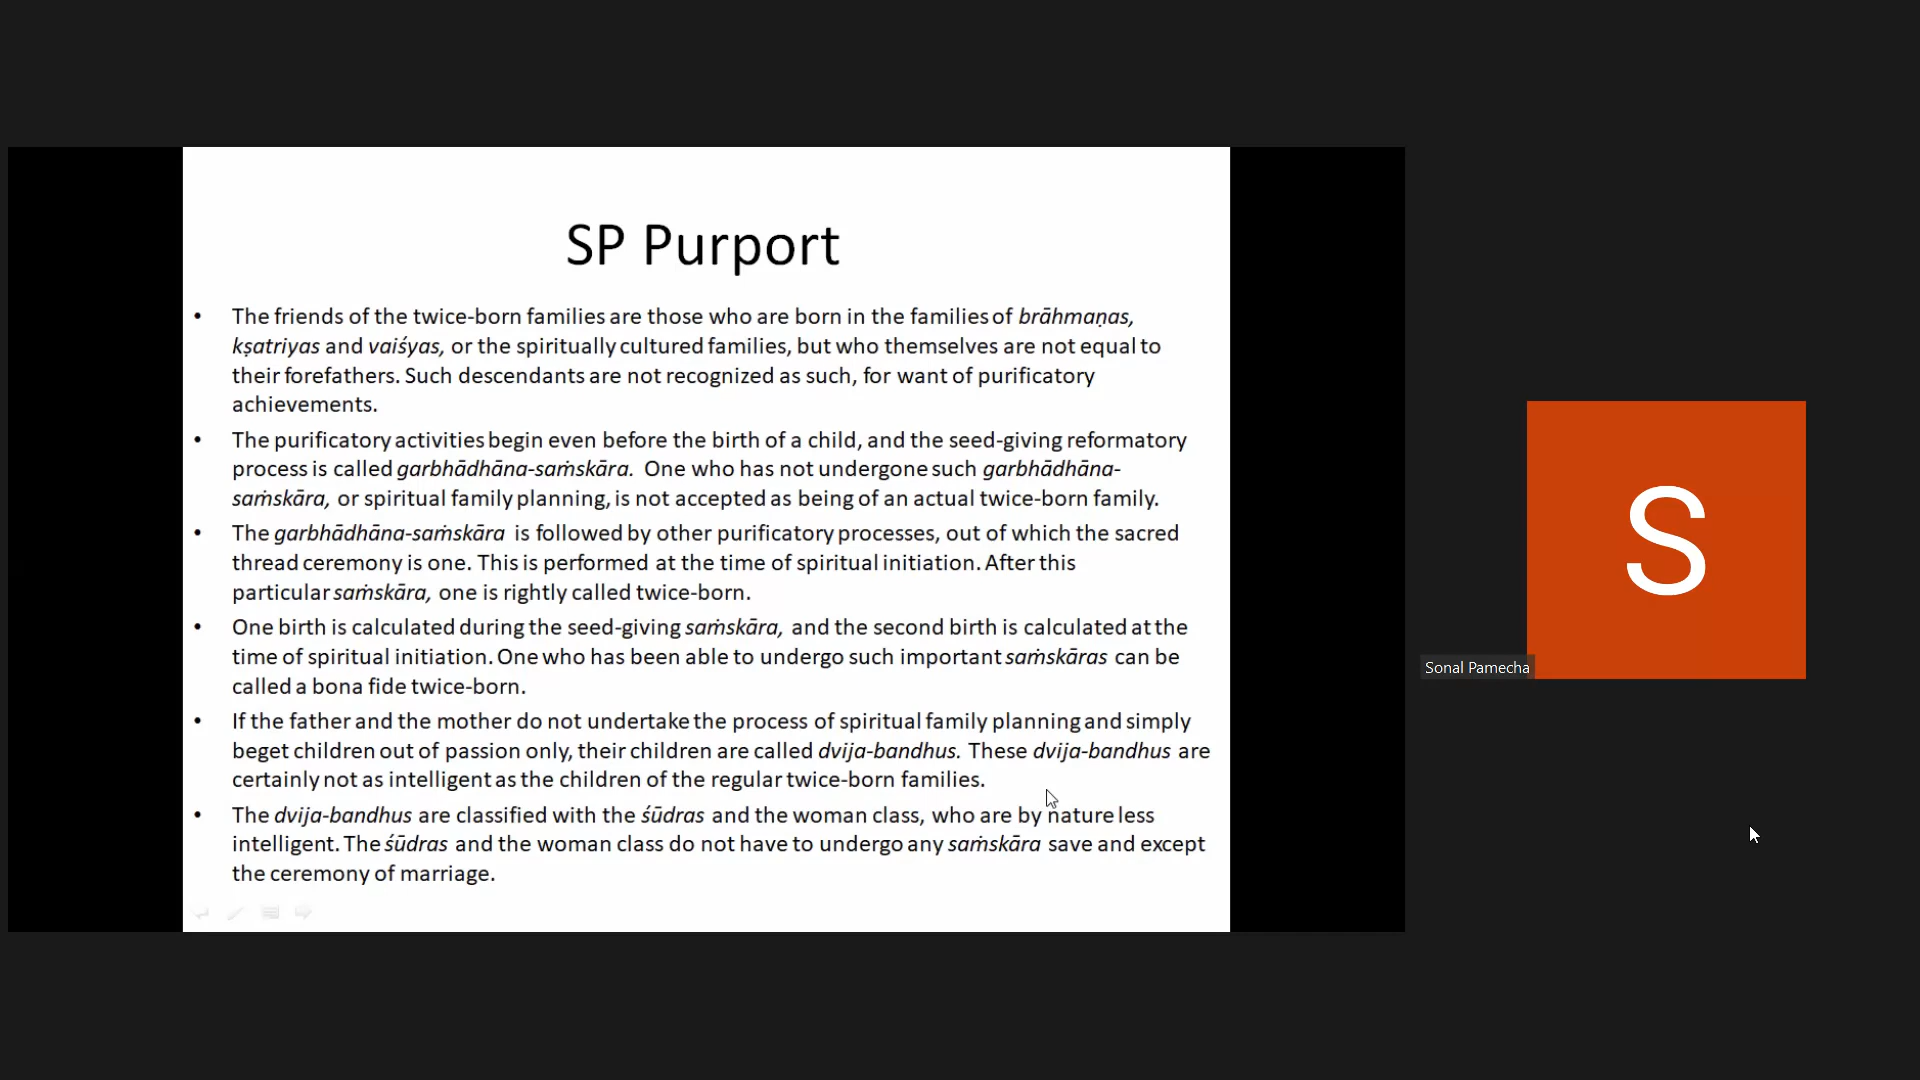 SP Purport
• The friends of the twice-born families are those who are born in the families of brāhmaṇas,
kṣatriyas and vaiśyas, or the spiritually cultured families, but who themselves are not equal to
their forefathers. Such descendants are not recognized as such, for want of purificatory
achievements.
• The purificatory activities begin even before the birth of a child, and the seed-giving reformatory
process is called garbhādhāna-saṁskāra. One who has not undergone such garbhādhāna-
saṁskāra, or spiritual family planning, is not accepted as being of an actual twice-born family.
• The garbhādhāna-saṁskāra is followed by other purificatory processes, out of which the sacred
thread ceremony is one. This is performed at the time of spiritual initiation. After this
particular saṁskāra, one is rightly called twice-born.
• One birth is calculated during the seed-giving saṁskāra, and the second birth is calculated at the
time of spiritual initiation. One who has been able to undergo such important saṁskāras can be
called a bona fide twice-born.
• If the father and the mother do not undertake the process of spiritual family planning and simply
beget children out of passion only, their children are called dvija-bandhus. These dvija-bandhus are
certainly not as intelligent as the children of the regular twice-born families.
• The dvija-bandhus are classified with the śūdras and the woman class, who are by nature less
intelligent. The śūdras and the woman class do not have to undergo any saṁskāra save and except
the ceremony of marriage.
S
Sonal Pamecha